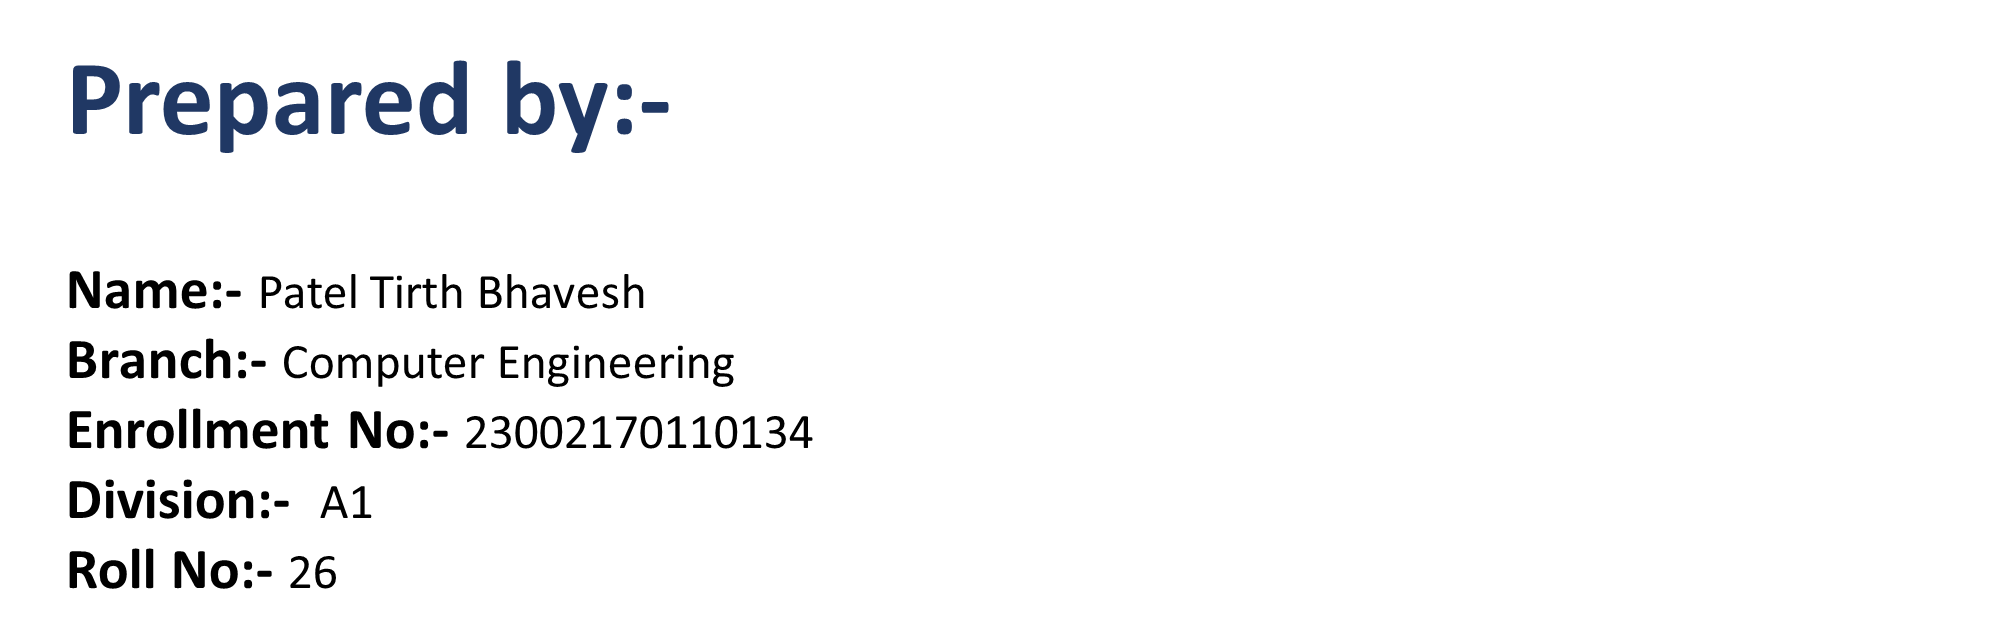 Prepared by:-
Name:- Patel Tirth Bhavesh
Branch:- Computer Engineering
Enrollment No:- 23002170110134
Division:- A1
Roll No:- 26